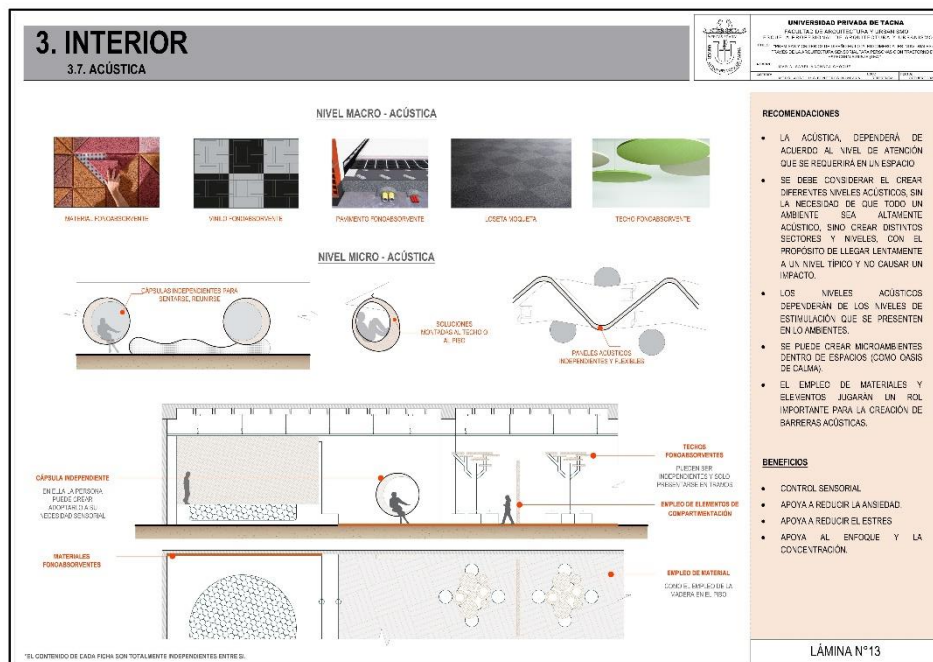 3. INTERIOR
3.7. ACÚSTICA
UNIVERSIDAD PRIVADA DE TACNA
FACULTAD DE ARQUITECTURA Y URBANISMO
ESCUELA PROFESIONAL DE ARQUITECTURA Y URBANISMO
NIVEL MACRO - ACÚSTICA
MATERIAL FONOABSORVENTE
VINILO FONOABSORVENTE
PAVIMENTO FONOABSORVENTE
LOSETA MOQUETA
TECHO FONOABSORVENTE
NIVEL MICRO - ACÚSTICA
CÁPSULAS INDEPENDIENTES PARA
SENTARSE, REUNIRSE
SOLUCIONES
MONTADAS AL TECHO O
AL PISO
PANELES ACÚSTICOS
INDEPENDIENTES Y FLEXIBLES
CÁPSULA INDEPENDIENTE
EN ELLA LA PERSONA
PUEDE CREAR
ADOPTARLO A SU
NECESIDAD SENSORIAL
TECHOS
FONOABSORVENTES
PUEDEN SER
INDEPENDIENTES Y SOLO
PRESENTARSE EN TRAMOS
EMPLEO DE ELEMENTOS DE
COMPARTIMENTACIÓN
MATERIALES
FONOABSORVENTES
EMPLEO DE MATERIAL
COMO EL EMPLEO DE LA
MADERA EN EL PISO
*EL CONTENIDO DE CADA FICHA SON TOTALMENTE INDEPENDIENTES ENTRE SI.
RECOMENDACIONES
• LA ACÚSTICA, DEPENDERÁ DE
ACUERDO AL NIVEL DE ATENCIÓN
QUE SE REQUERIRÁ EN UN ESPACIO
• SE DEBE CONSIDERAR EL CREAR
DIFERENTES NIVELES ACÚSTICOS, SIN
LA NECESIDAD DE QUE TODO UN
AMBIENTE SEA ALTAMENTE
ACÚSTICO, SINO CREAR DISTINTOS
SECTORES Y NIVELES, CON EL
PROPÓSITO DE LLEGAR LENTAMENTE
A UN NIVEL TÍPICO Y NO CAUSAR UN
IMPACTO.
• LOS NIVELES ACÚSTICOS
DEPENDERÁN DE LOS NIVELES DE
ESTIMULACIÓN QUE SE PRESENTEN
EN LO AMBIENTES.
• SE PUEDE CREAR MICROAMBIENTES
DENTRO DE ESPACIOS (COMO OASIS
DE CALMA).
• EL EMPLEO DE MATERIALES Y
ELEMENTOS JUGARÁN UN ROL
IMPORTANTE PARA LA CREACIÓN DE
BARRERAS ACÚSTICAS.
BENEFICIOS
• CONTROL SENSORIAL
• APOYA A REDUCIR LA ANSIEDAD.
• APOYA A REDUCIR EL ESTRES
• APOYA AL ENFOQUE Y LA
CONCENTRACIÓN.
LÁMINA N°13